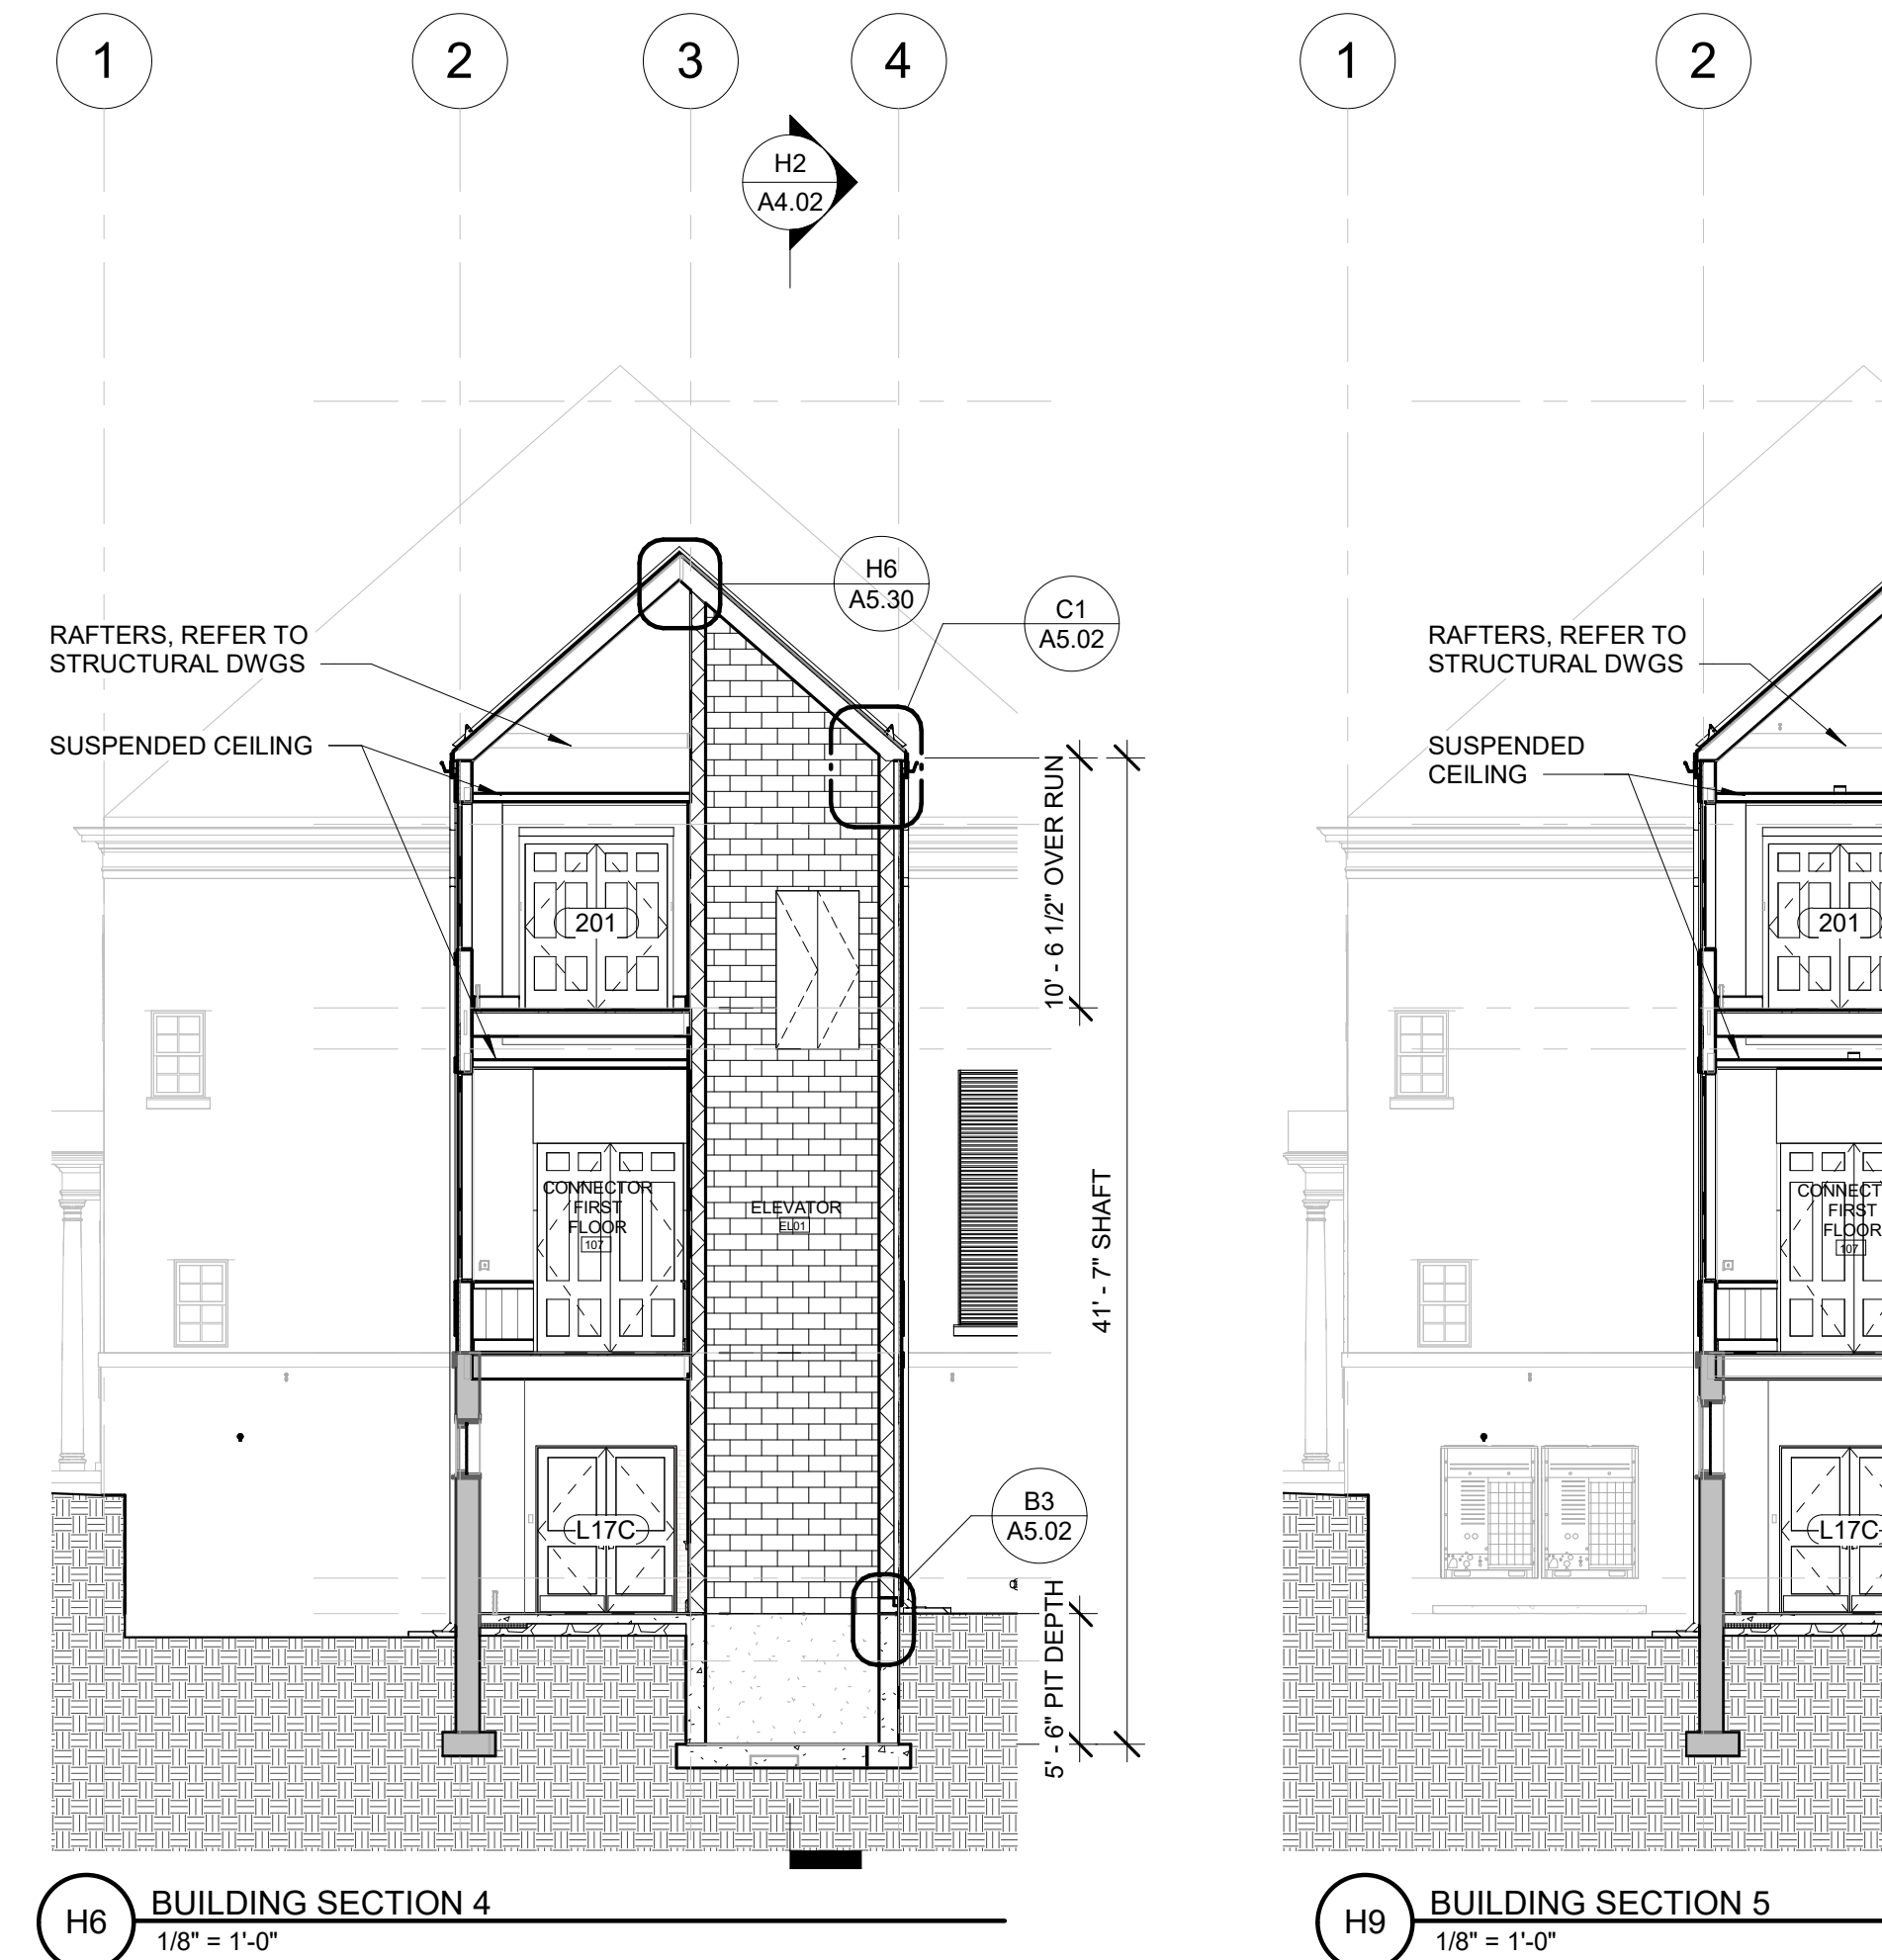 1
2
3
4
1
2
H2
A4.02
H6
A5.30
C1
A5.02
RAFTERS, REFER TO
STRUCTURAL DWGS
SUSPENDED CEILING
10' - 6 1/2" OVER RUN
201
CONNECTOR
FIRST
FLOOR
107
ELEVATOR
EL01
41' - 7" SHAFT
B3
A5.02
L17C
5' - 6" PIT DEPTH
H6
BUILDING SECTION 4
1/8" = 1'-0"
RAFTERS, REFER TO
STRUCTURAL DWGS
SUSPENDED
CEILING
201
CONNECT
FIRST
FLOOR
107
L17C
H9
BUILDING SECTION 5
1/8" = 1'-0"